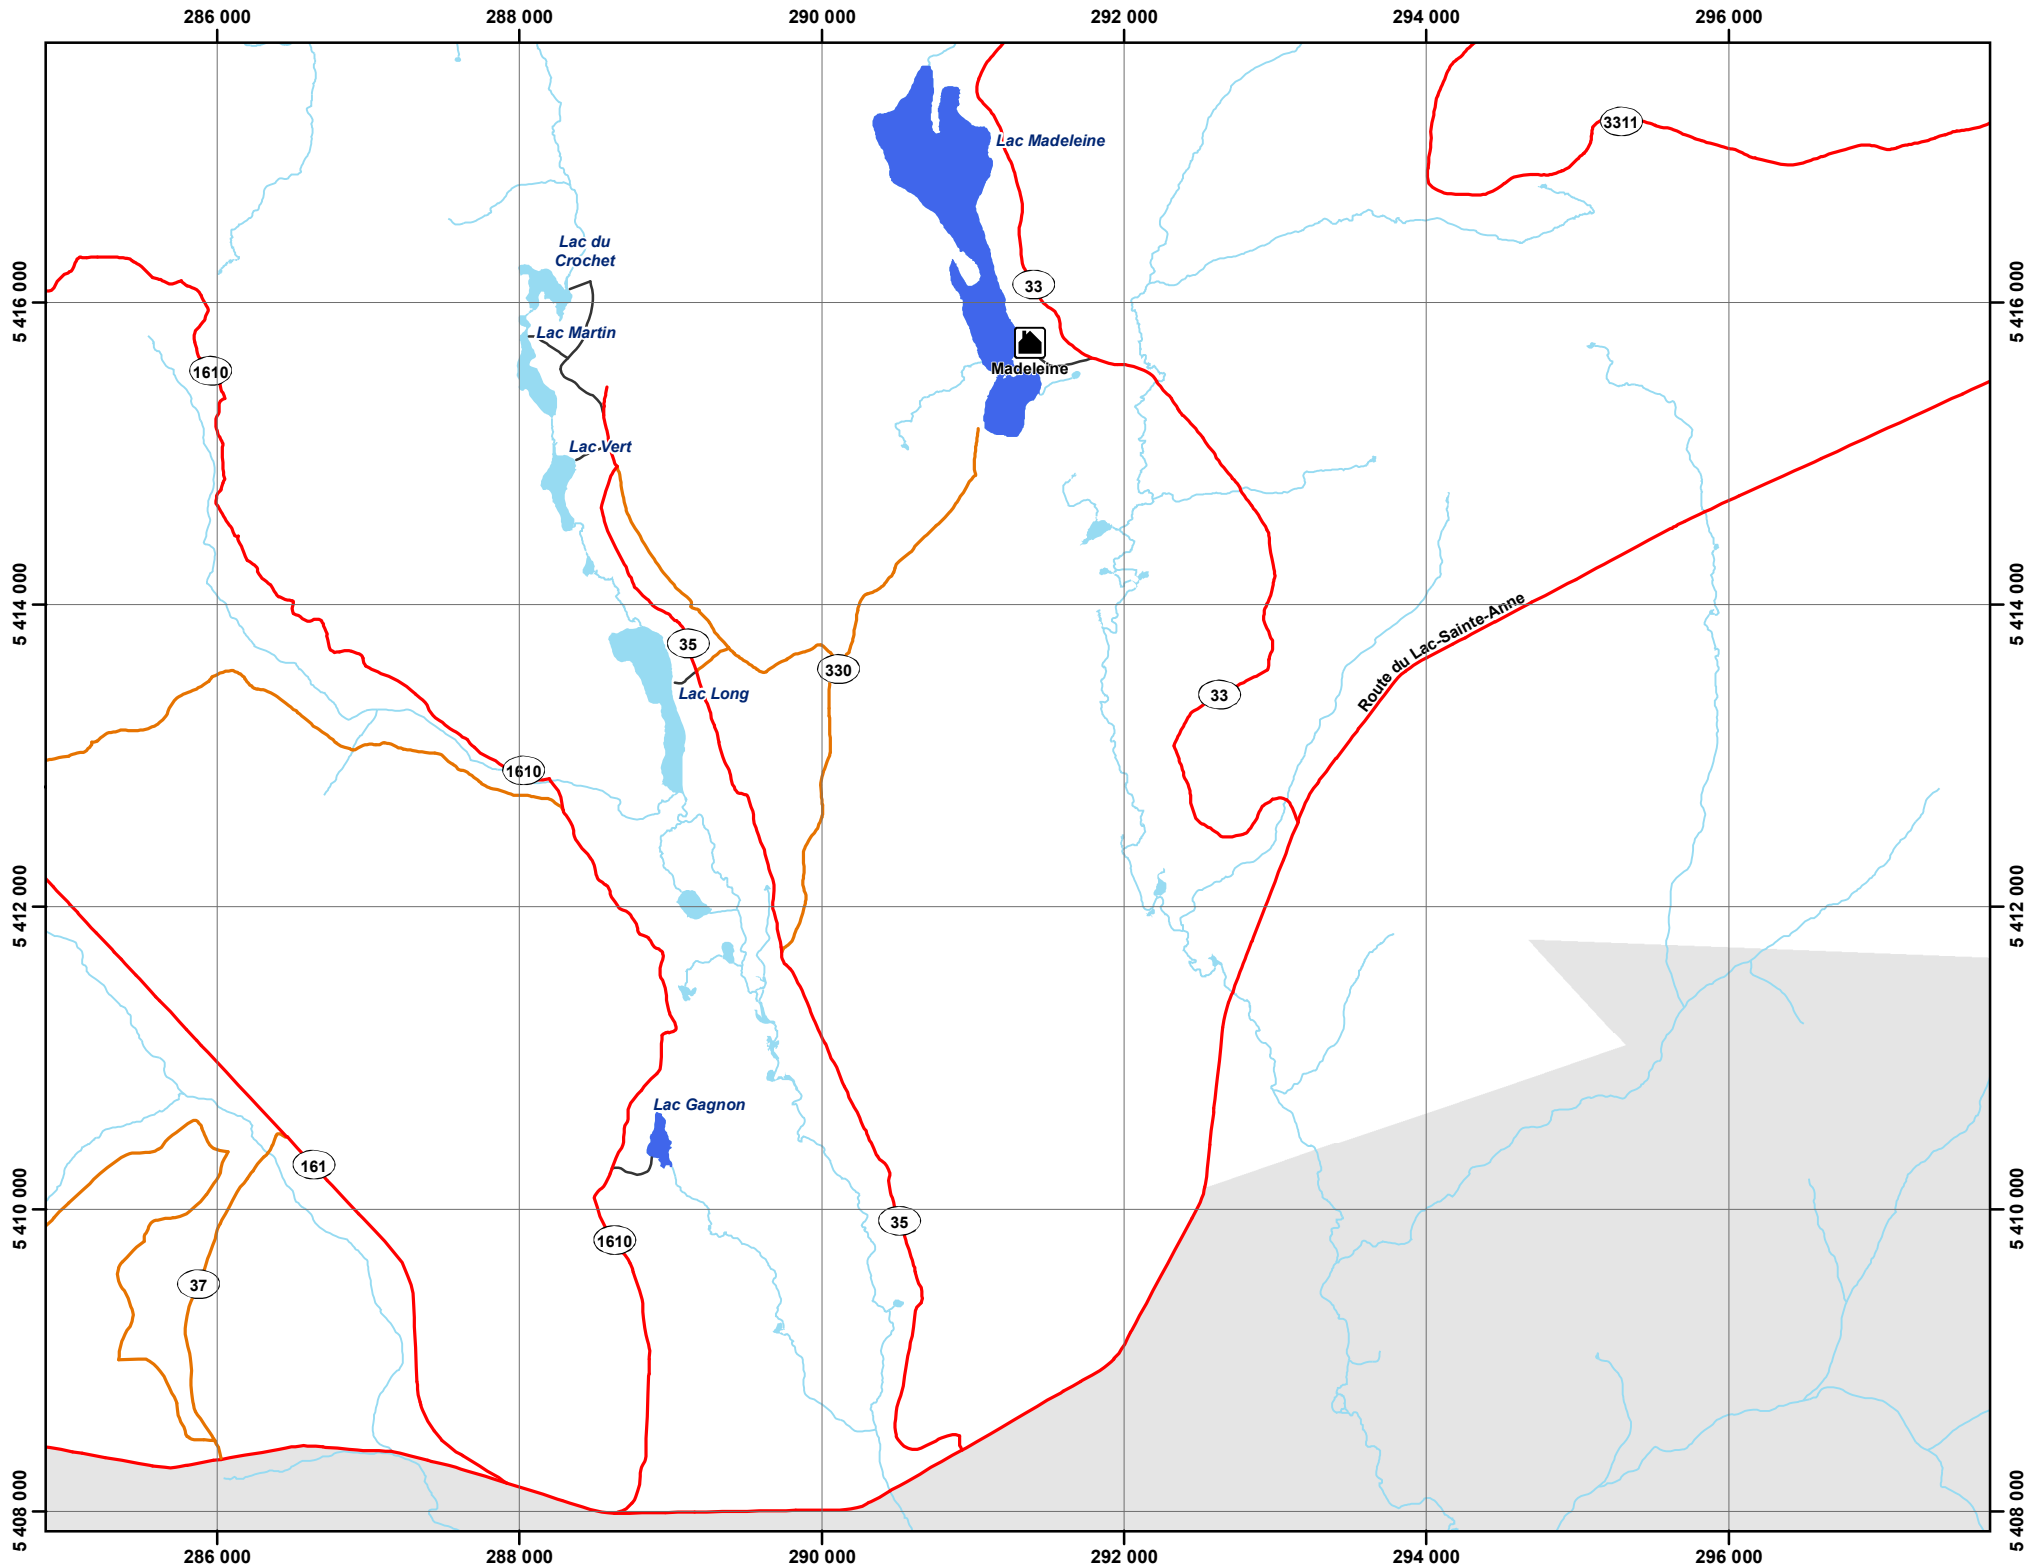 286 000
288 000
290 000
292 000
294 000
296 000
3311
Lac Madeleine
Lac du
Crochet
33
5 416 000
5 416 000
Lac Martin
1610
Madeleine
Lac Vert
5 414 000
5 414 000
Route du Lac-Sainte-Anne
35
330
Lac Long
33
1610
5 412 000
5 412 000
Lac Gagnon
161
5 410 000
5 410 000
35
1610
37
5 408 000
5 408 000
286 000
288 000
290 000
292 000
294 000
296 000